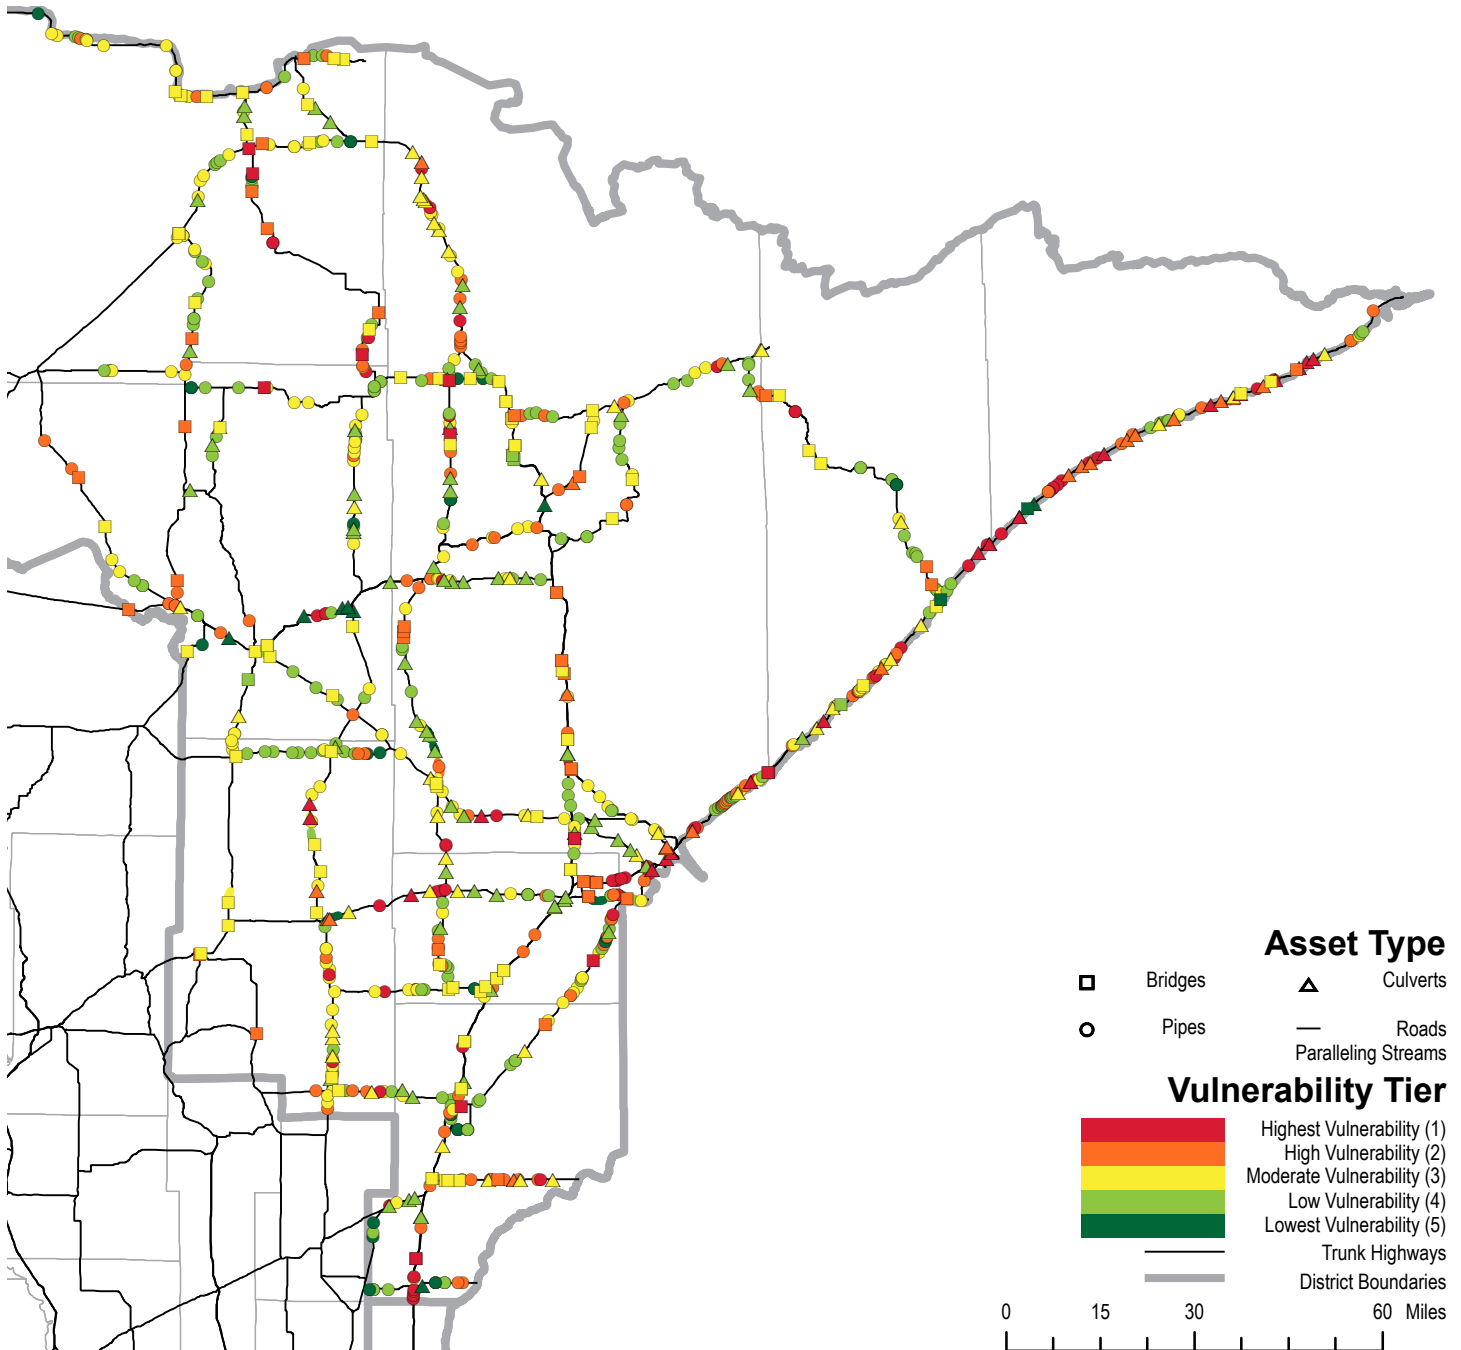 Asset Type
Bridges
Culverts
Pipes
Roads
Paralleling Streams
Vulnerability Tier
Highest Vulnerability (1)
High Vulnerability (2)
Moderate Vulnerability (3)
Low Vulnerability (4)
Lowest Vulnerability (5)
Trunk Highways
District Boundaries
0 15 30 60 Miles